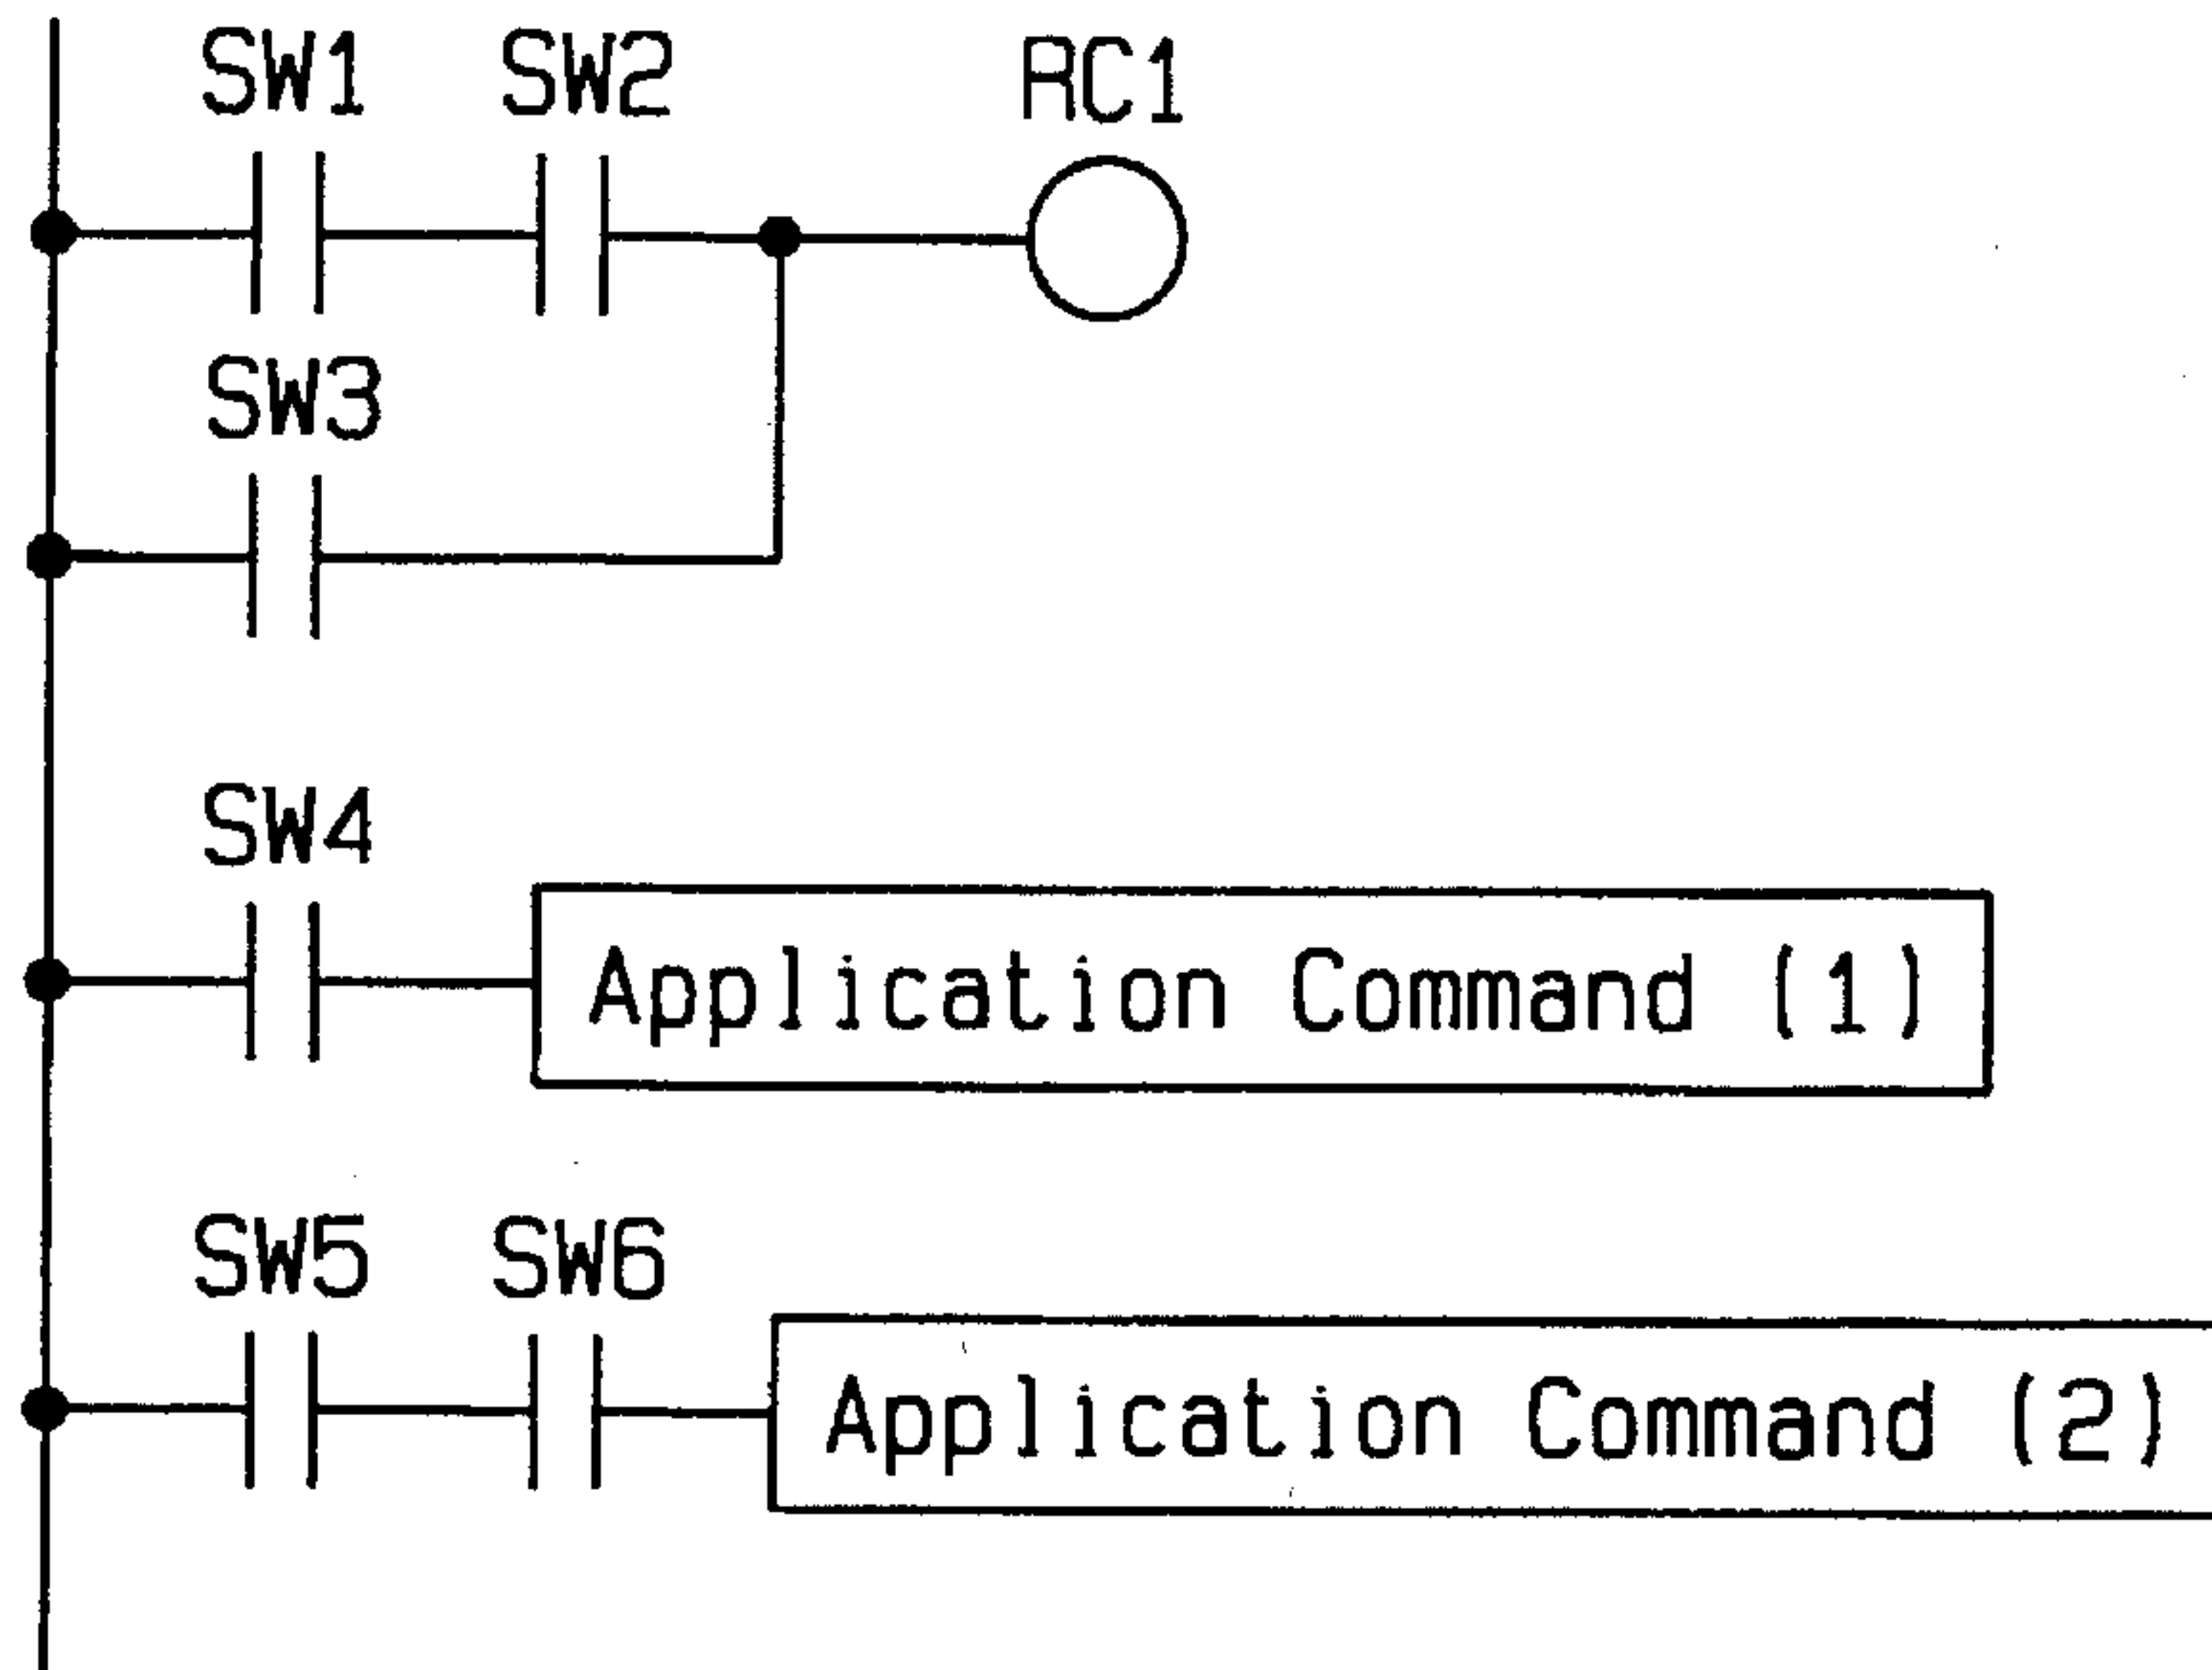 SW1 SW2 RC1
SW3
SW4
Application Command (1)
SW5 SW6
Application Command (2)